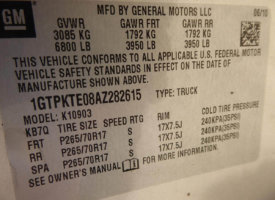 GM
MFD BY GENERAL MOTORS LLC 06/10
GVWR GAWR FRT GAWR RR
3085 KG 1792 KG 1792 KG
6800 LB 3950 LB 3950 LB
THIS VEHICLE CONFORMS TO ALL APPLICABLE U.S. FEDERAL MOTOR
VEHICLE SAFETY STANDARDS IN EFFECT ON THE DATE OF
MANUFACTURE SHOWN ABOVE.
1GTPKTE08AZ282615 TYPE: TRUCK
MODEL: K10903
KB7Q TIRE SIZE SPEED RTG RIM COLD TIRE PRESSURE
FRT P265/70R17 S 17X7.5J 240KPA(35PSI)
RR P265/70R17 S 17X7.5J 240KPA(35PSI)
SPA P265/70R17 S 17X7.5J 240KPA(35PSI)
SEE OWNER'S MANUAL FOR MORE INFORMATION.